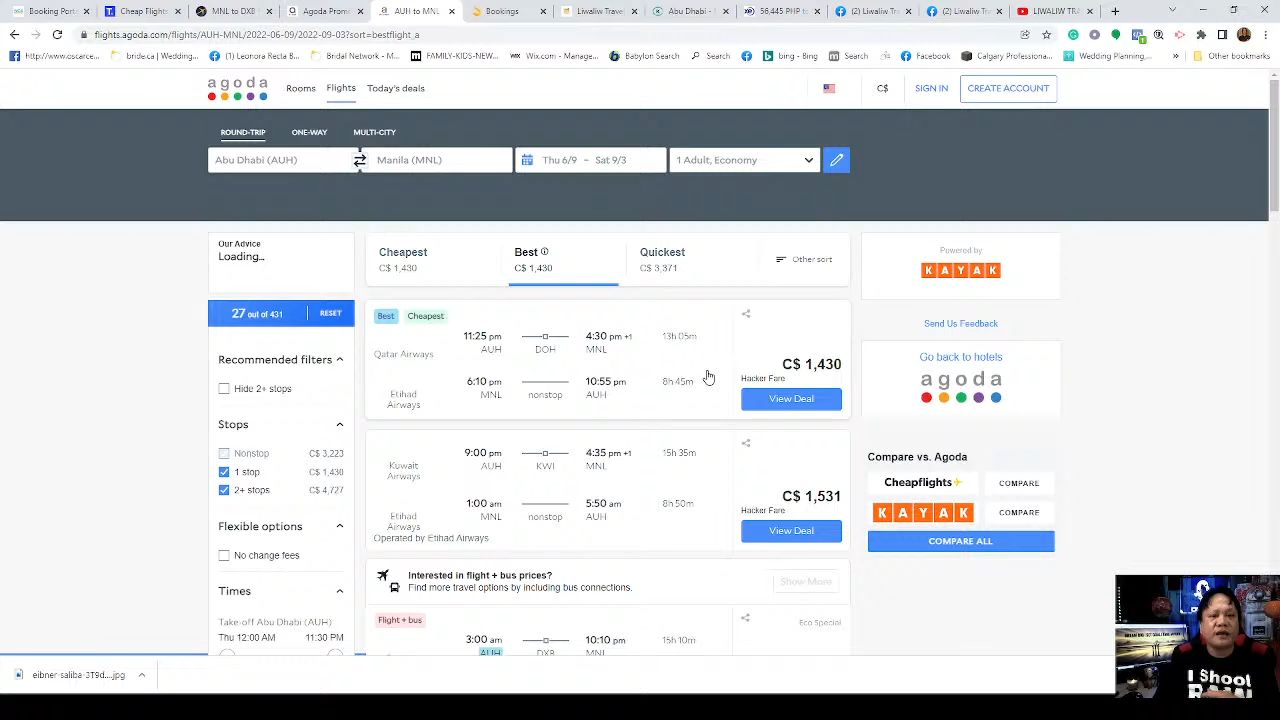 Booking Port
Cheap Flights
MNL to DXB
Agoda Prom
AUH to MNL
Bookings
Liwaliw Trave
Abu Dhabi -
56,445 PHP to
(2) Liwaliw Tr
(2) Liwaliw Tr
LIWALIW TR
flights.agoda.com/flights/AUH-MNL/2022-06-09/2022-09-03?sort=bestflight_a
http://www.oscaree...
bride.ca | Wedding...
(1) Leonora Recta B...
Bridal Network - M...
FAMILY-KIDS-NEW...
Wix.com - Manage...
Babylon Search
Search
bing - Bing
Search
Facebook
Calgary Profession...
Wedding Planning,...
»
Other bookmarks
agoda
Rooms
Flights
Today's deals
C$
SIGN IN
CREATE ACCOUNT
ROUND-TRIP
ONE-WAY
MULTI-CITY
Abu Dhabi (AUH)
Manila (MNL)
Thu 6/9 – Sat 9/3
1 Adult, Economy
Our Advice
Loading...
27 out of 431
RESET
Recommended filters
Hide 2+ stops
Stops
Nonstop C$ 3,223
1 stop C$ 1,430
2+ stops C$ 4,727
Flexible options
No change fees
Times
Take-off Abu Dhabi (AUH)
Thu 12:00 AM 11:30 PM
Cheapest
C$ 1,430
Best
C$ 1,430
Quickest
C$ 3,371
Other sort
Best
Cheapest
Qatar Airways
11:25 pm 4:30 pm +1 13h 05m
AUH DOH MNL
Etihad
Airways
6:10 pm 10:55 pm 8h 45m
MNL nonstop AUH
C$ 1,430
Hacker Fare
View Deal
Kuwait
Airways
9:00 pm 4:35 pm +1 15h 35m
AUH KWI MNL
Etihad
Airways
1:00 am 5:50 am 8h 50m
MNL nonstop AUH
Operated by Etihad Airways
C$ 1,531
Hacker Fare
View Deal
Interested in flight + bus prices?
Find more travel options by including bus connections.
Show More
Flight + bus
3:00 am 10:10 pm 15h 10m
AUH DXB MNL
Eco Special
Powered by
KAYAK
Send Us Feedback
Go back to hotels
agoda
Compare vs. Agoda
Cheapflights
COMPARE
KAYAK
COMPARE
COMPARE ALL
eibner-saliba-3T9d....jpg
I Shoot